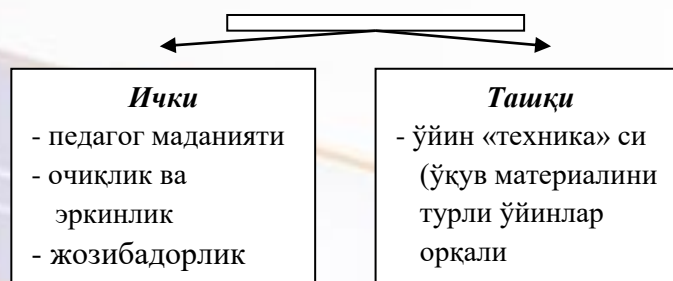 Ички
- педагог маданияти
- очиқлик ва
эркинлик
- жозибадорлик
Ташқи
- ўйин «техника» си
(ўқув материалини
турли ўйинлар
орқали